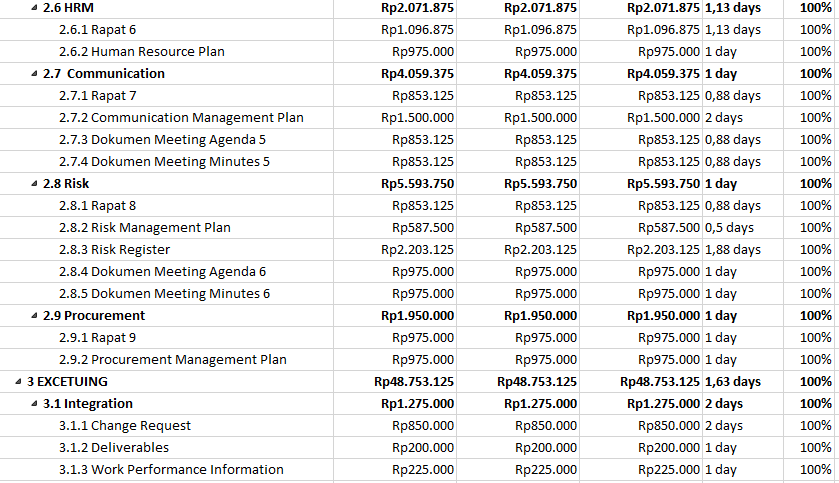 2.6 HRM Rp2.071.875 Rp2.071.875 Rp2.071.875 1,13 days 100%
2.6.1 Rapat 6 Rp1.096.875 Rp1.096.875 Rp1.096.875 1,13 days 100%
2.6.2 Human Resource Plan Rp975.000 Rp975.000 Rp975.000 1 day 100%
2.7 Communication Rp4.059.375 Rp4.059.375 Rp4.059.375 1 day 100%
2.7.1 Rapat 7 Rp853.125 Rp853.125 Rp853.125 0,88 days 100%
2.7.2 Communication Management Plan Rp1.500.000 Rp1.500.000 Rp1.500.000 2 days 100%
2.7.3 Dokumen Meeting Agenda 5 Rp853.125 Rp853.125 Rp853.125 0,88 days 100%
2.7.4 Dokumen Meeting Minutes 5 Rp853.125 Rp853.125 Rp853.125 0,88 days 100%
2.8 Risk Rp5.593.750 Rp5.593.750 Rp5.593.750 1 day 100%
2.8.1 Rapat 8 Rp853.125 Rp853.125 Rp853.125 0,88 days 100%
2.8.2 Risk Management Plan Rp587.500 Rp587.500 Rp587.500 0,5 days 100%
2.8.3 Risk Register Rp2.203.125 Rp2.203.125 Rp2.203.125 1,88 days 100%
2.8.4 Dokumen Meeting Agenda 6 Rp975.000 Rp975.000 Rp975.000 1 day 100%
2.8.5 Dokumen Meeting Minutes 6 Rp975.000 Rp975.000 Rp975.000 1 day 100%
2.9 Procurement Rp1.950.000 Rp1.950.000 Rp1.950.000 1 day 100%
2.9.1 Rapat 9 Rp975.000 Rp975.000 Rp975.000 1 day 100%
2.9.2 Procurement Management Plan Rp975.000 Rp975.000 Rp975.000 1 day 100%
3 EXCETUING Rp48.753.125 Rp48.753.125 Rp48.753.125 1,63 days 100%
3.1 Integration Rp1.275.000 Rp1.275.000 Rp1.275.000 2 days 100%
3.1.1 Change Request Rp850.000 Rp850.000 Rp850.000 2 days 100%
3.1.2 Deliverables Rp200.000 Rp200.000 Rp200.000 1 day 100%
3.1.3 Work Performance Information Rp225.000 Rp225.000 Rp225.000 1 day 100%